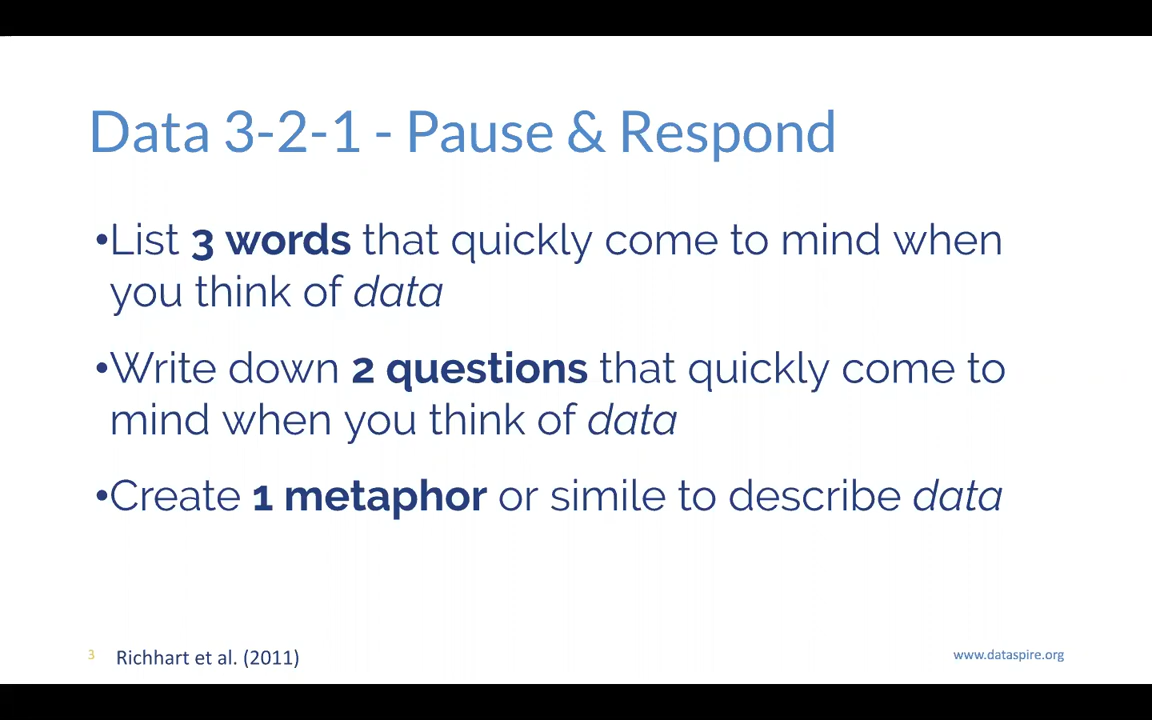 Data 3-2-1 - Pause & Respond
•List 3 words that quickly come to mind when
you think of data
•Write down 2 questions that quickly come to
mind when you think of data
•Create 1 metaphor or simile to describe data
3 Richhart et al. (2011)
www.dataspire.org